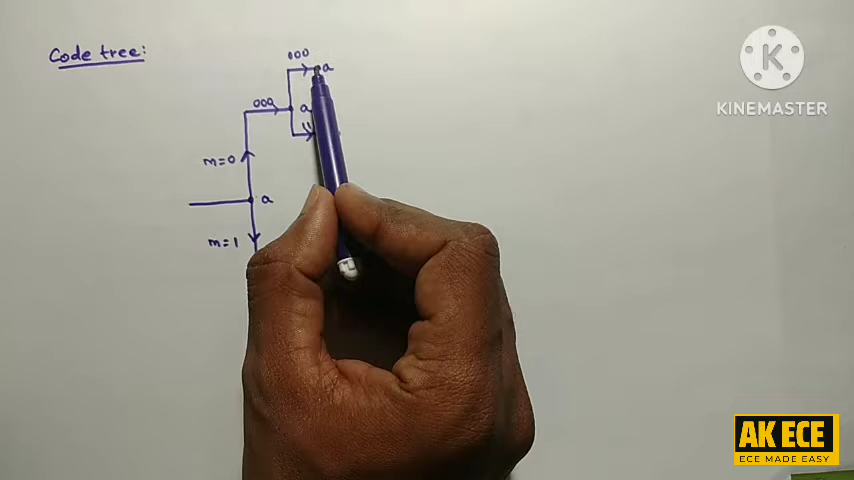 Code tree:
000
a
000
a
m=0
a
m=1
KINEMASTER
AK ECE
ECE MADE EASY